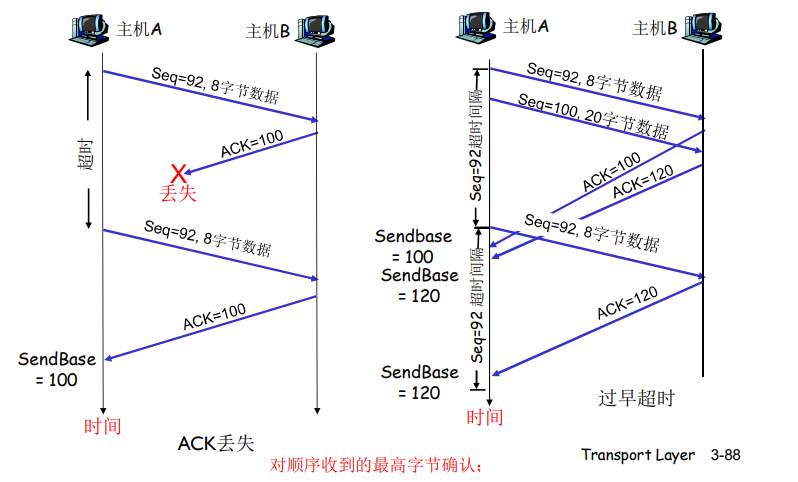 主机A
主机B
Seq=92, 8字节数据
ACK=100
X
丢失
超时
Seq=92, 8字节数据
ACK=100
SendBase
= 100
时间
ACK丢失
主机A
主机B
Seq=92, 8字节数据
Seq=100, 20字节数据
Seq=92超时间隔
ACK=100
ACK=120
Seq=92, 8字节数据
Sendbase
= 100
SendBase
= 120
Seq=92 超时间隔
ACK=120
SendBase
= 120
时间
过早超时
对顺序收到的最高字节确认;
Transport Layer 3-88